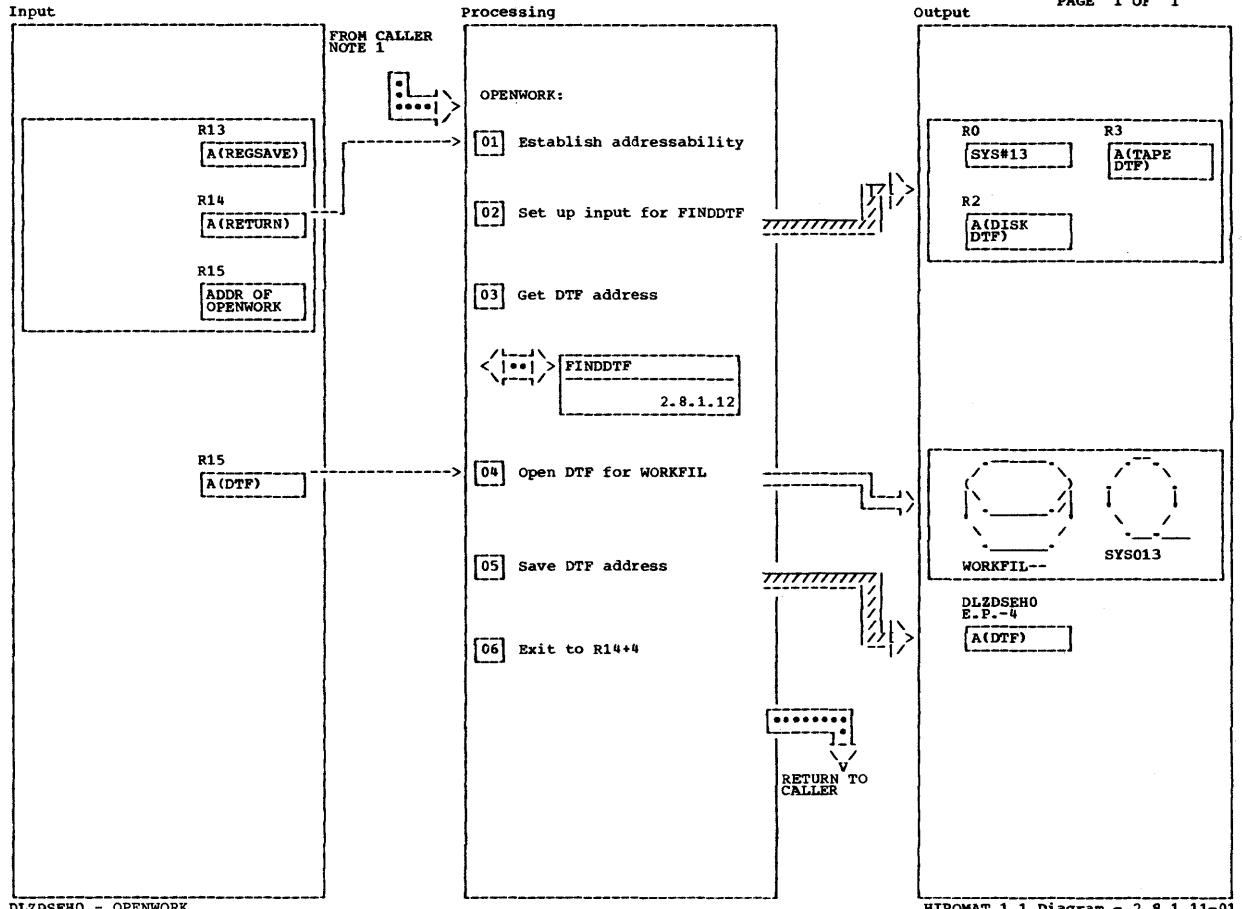 PAGE 1 OF 1
Input
Processing
Output
FROM CALLER
NOTE 1
OPENWORK:
R13
A(REGSAVE)
R14
A(RETURN)
R15
ADDR OF
OPENWORK
01 Establish addressability
02 Set up input for FINDDTF
03 Get DTF address
FINDDTF
2.8.1.12
R0
SYS#13
R3
A(TAPE
DTF)
R2
A(DISK
DTF)
R15
A(DTF)
04 Open DTF for WORKFIL
05 Save DTF address
06 Exit to R14+4
WORKFIL--
SYS013
DLZDSEH0
E.P.-4
A(DTF)
RETURN TO
CALLER
DLZDSEH0 - OPENWORK
HIPOMAT 1.1 Diagram - 2.8.1.11-01